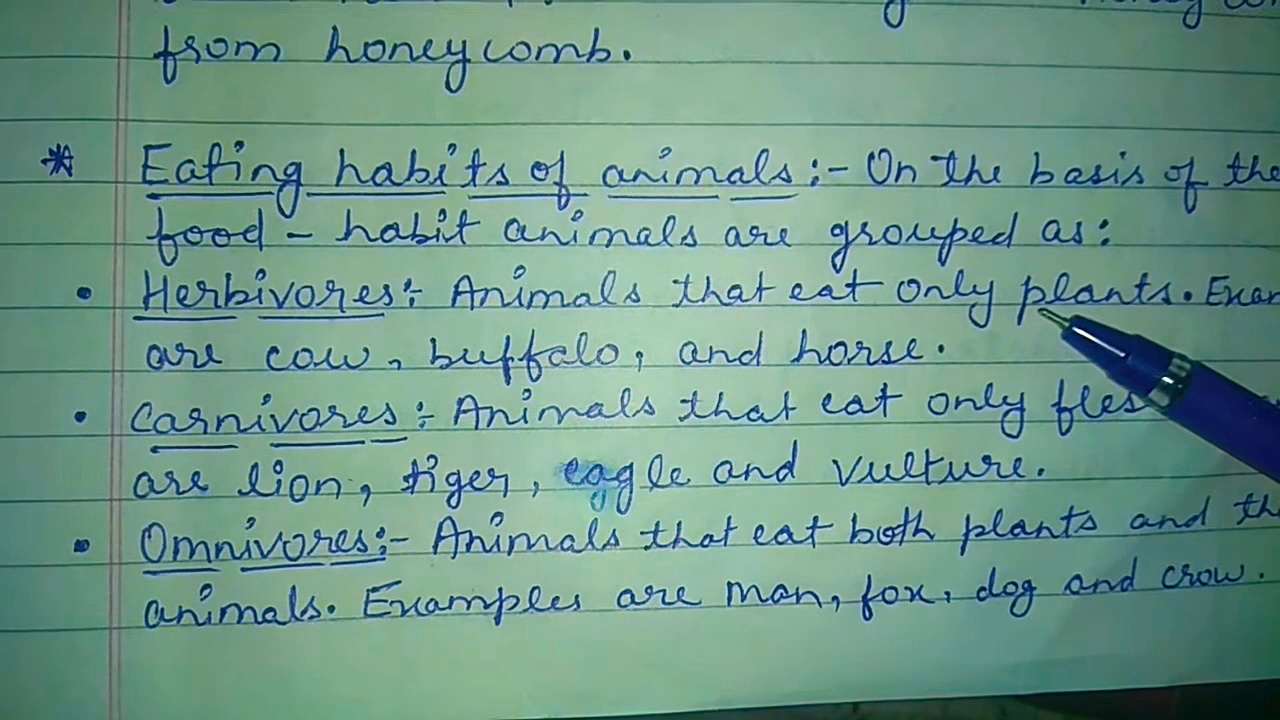 from honeycomb.
* Eating habits of animals :- On the basis of the
food - habit animals are grouped as :
• Herbivores :- Animals that eat only plants.
are cow, buffalo, and horse.
• Carnivores :- Animals that eat only
are lion, tiger, eagle and vulture.
• Omnivores :- Animals that eat both plants and
animals. Examples are man, fox, dog and crow.